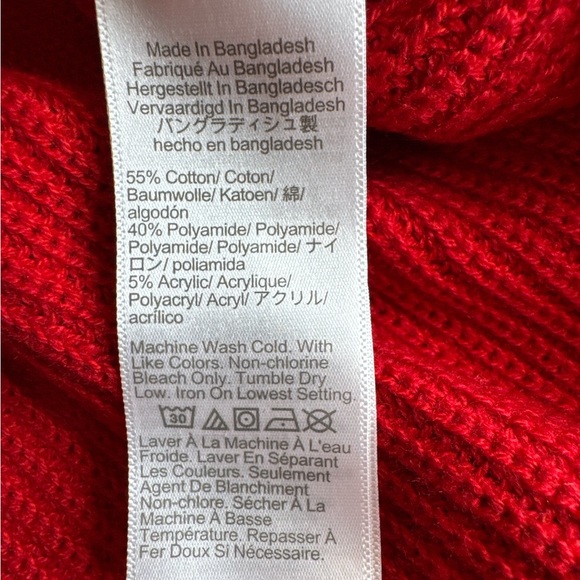 Made In Bangladesh
Fabriqué Au Bangladesh
Hergestellt In Bangladesch
Vervaardigd In Bangladesh
バングラディシュ製
hecho en bangladesh
55% Cotton/ Coton/
Baumwolle/ Katoen/ 綿/
algodón
40% Polyamide/ Polyamide/
Polyamide/ Polyamide/ ナイ
ロン/ poliamida
5% Acrylic/ Acrylique/
Polyacryl/ Acryl/ アクリル/
acrílico
Machine Wash Cold. With
Like Colors. Non-chlorine
Bleach Only. Tumble Dry
Low. Iron On Lowest Setting.
30
Laver À La Machine À L'eau
Froide. Laver En Séparant
Les Couleurs. Seulement
Agent De Blanchiment
Non-chlore. Sécher À La
Machine À Basse
Température. Repasser À
Fer Doux Si Nécessaire.